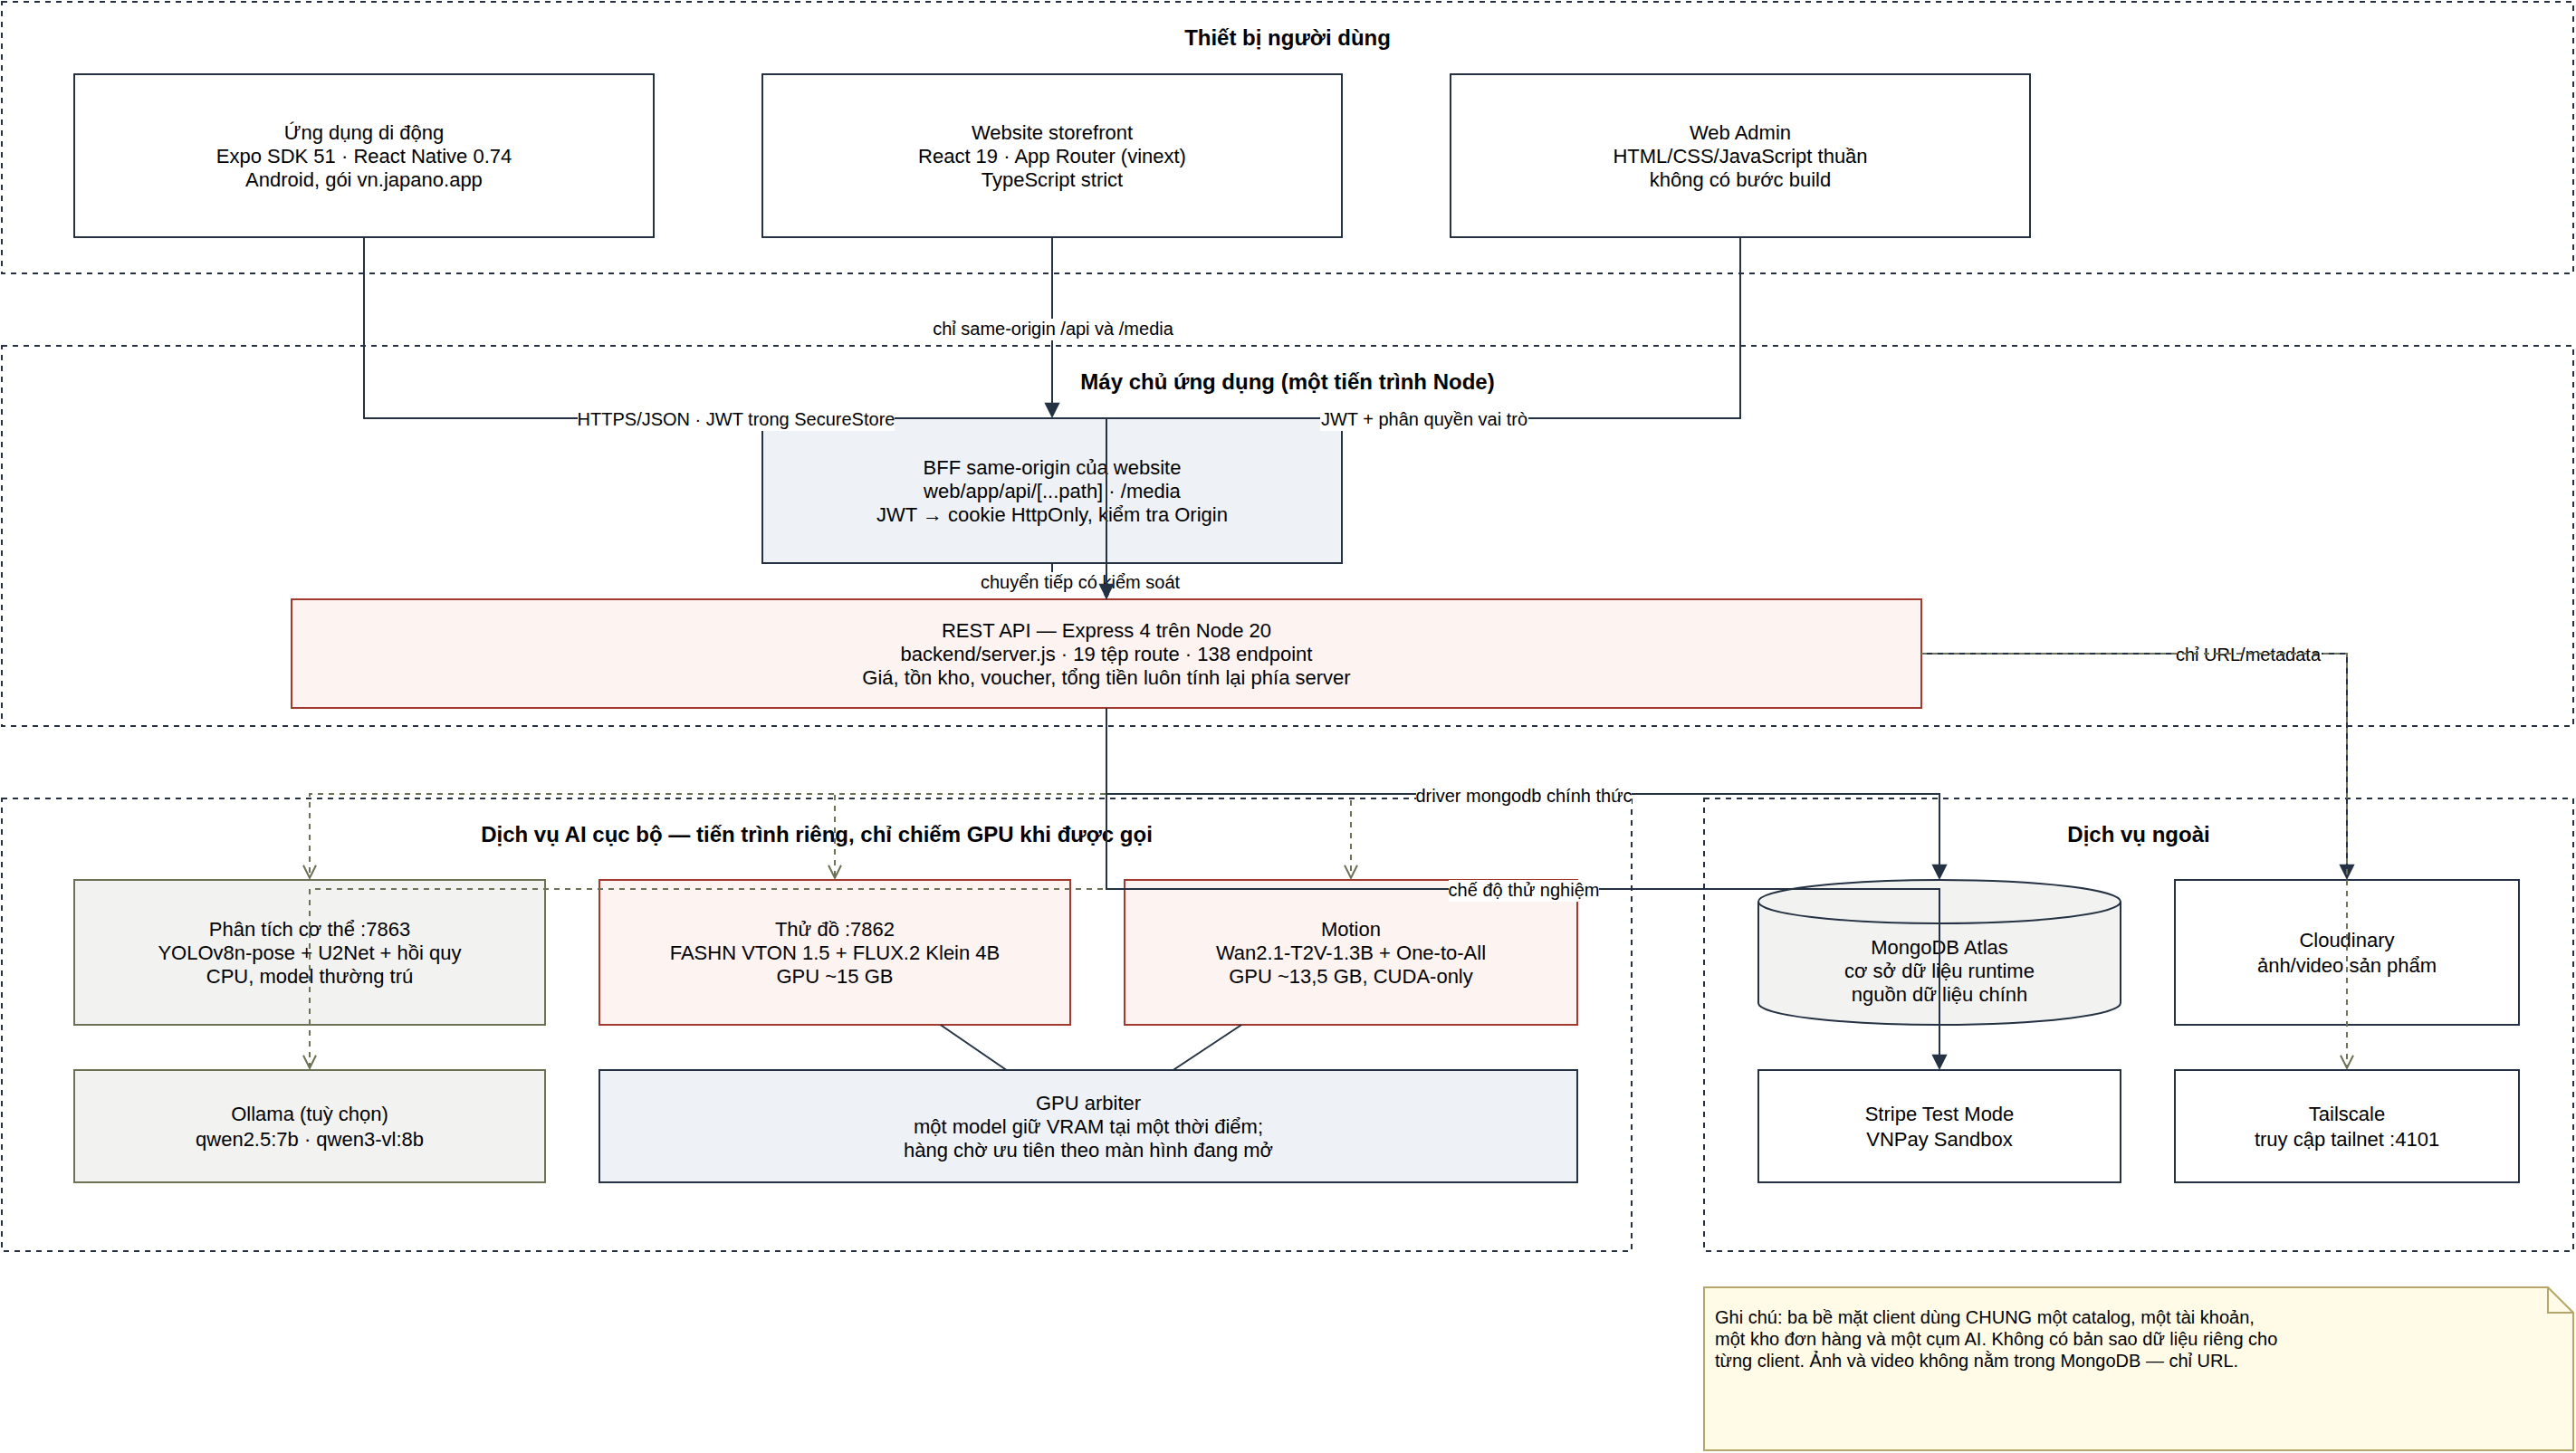 Thiết bị người dùng
Ứng dụng di động
Expo SDK 51 · React Native 0.74
Android, gói vn.japano.app
Website storefront
React 19 · App Router (vinext)
TypeScript strict
Web Admin
HTML/CSS/JavaScript thuần
không có bước build
chỉ same-origin /api và /media
Máy chủ ứng dụng (một tiến trình Node)
HTTPS/JSON · JWT trong SecureStore
JWT + phân quyền vai trò
BFF same-origin của website
web/app/api/[...path] · /media
JWT → cookie HttpOnly, kiểm tra Origin
chuyển tiếp có kiểm soát
REST API — Express 4 trên Node 20
backend/server.js · 19 tệp route · 138 endpoint
Giá, tồn kho, voucher, tổng tiền luôn tính lại phía server
chỉ URL/metadata
driver mongodb chính thức
Dịch vụ AI cục bộ — tiến trình riêng, chỉ chiếm GPU khi được gọi
Dịch vụ ngoài
chế độ thử nghiệm
Phân tích cơ thể :7863
YOLOv8n-pose + U2Net + hồi quy
CPU, model thường trú
Thử đồ :7862
FASHN VTON 1.5 + FLUX.2 Klein 4B
GPU ~15 GB
Motion
Wan2.1-T2V-1.3B + One-to-All
GPU ~13,5 GB, CUDA-only
MongoDB Atlas
cơ sở dữ liệu runtime
nguồn dữ liệu chính
Cloudinary
ảnh/video sản phẩm
Ollama (tuỳ chọn)
qwen2.5:7b · qwen3-vl:8b
GPU arbiter
một model giữ VRAM tại một thời điểm;
hàng chờ ưu tiên theo màn hình đang mở
Stripe Test Mode
VNPay Sandbox
Tailscale
truy cập tailnet :4101
Ghi chú: ba bề mặt client dùng CHUNG một catalog, một tài khoản,
một kho đơn hàng và một cụm AI. Không có bản sao dữ liệu riêng cho
từng client. Ảnh và video không nằm trong MongoDB — chỉ URL.